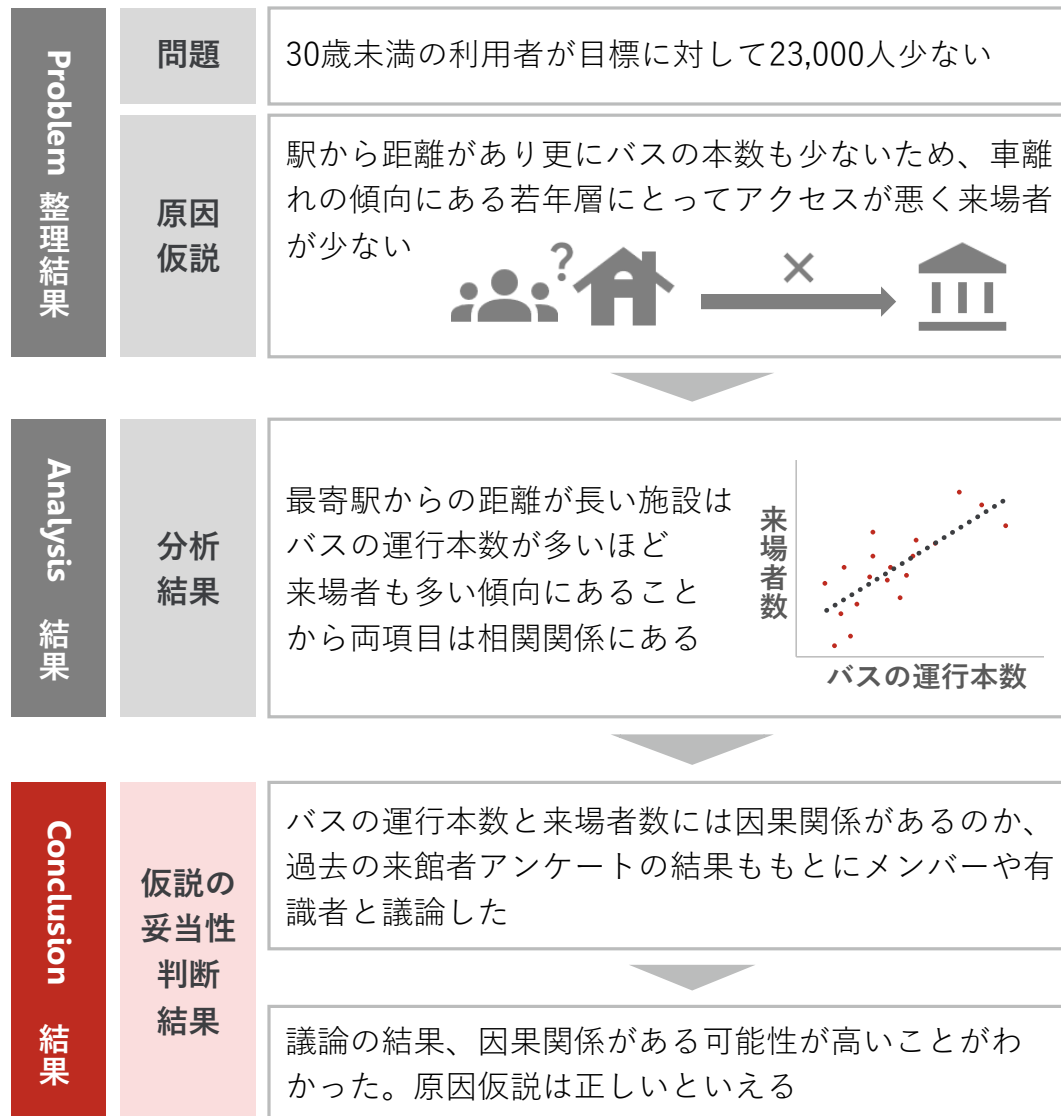 Problem 整理結果
問題
30歳未満の利用者が目標に対して23,000人少ない
原因
仮説
駅から距離があり更にバスの本数も少ないため、車離
れの傾向にある若年層にとってアクセスが悪く来場者
が少ない
?
Analysis 結果
分析
結果
最寄駅からの距離が長い施設は
バスの運行本数が多いほど
来場者も多い傾向にあること
から両項目は相関関係にある
来場者数
バスの運行本数
Conclusion 結果
仮説の
妥当性
判断
結果
バスの運行本数と来場者数には因果関係があるのか、
過去の来館者アンケートの結果ももとにメンバーや有
識者と議論した
議論の結果、因果関係がある可能性が高いことがわ
かった。原因仮説は正しいといえる